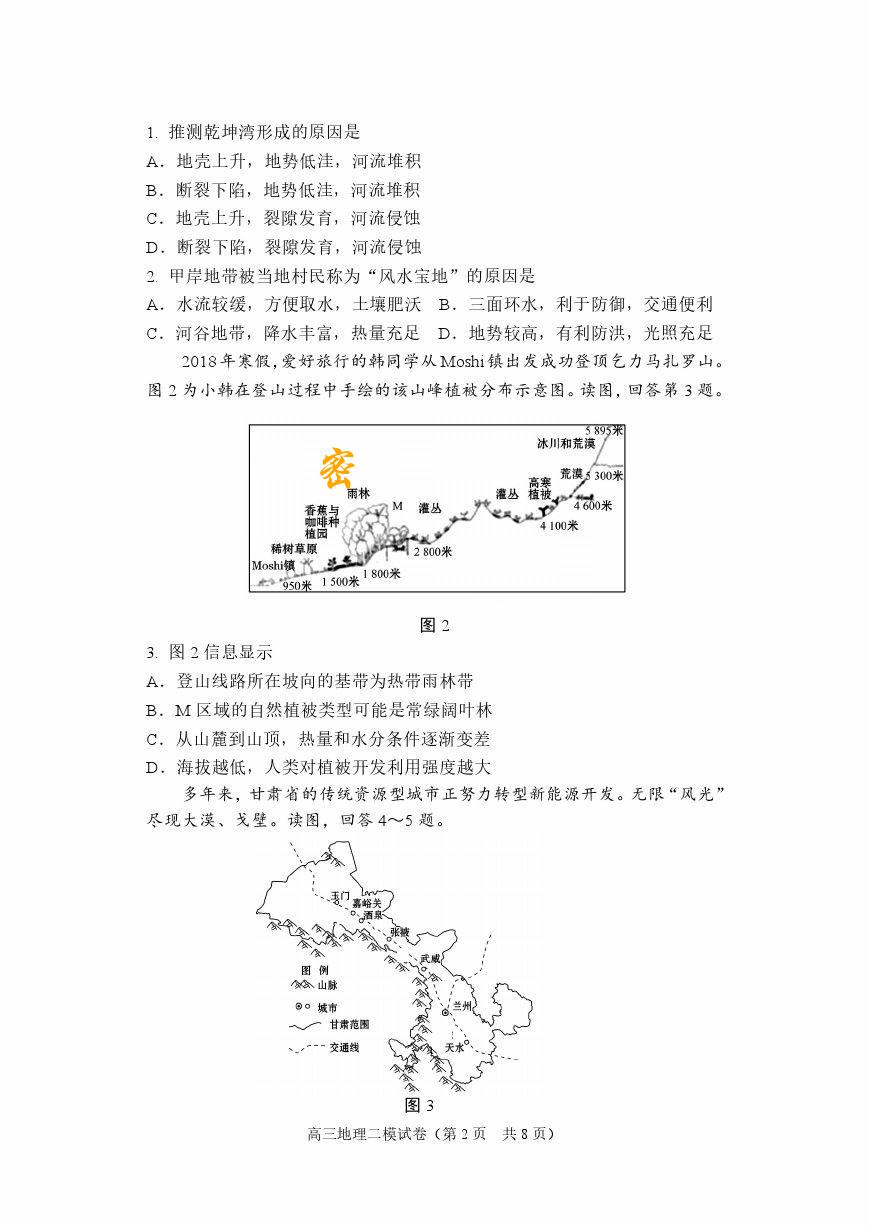 1. 推测乾坤湾形成的原因是
A. 地壳上升，地势低洼，河流堆积
B. 断裂下陷，地势低洼，河流堆积
C. 地壳上升，裂隙发育，河流侵蚀
D. 断裂下陷，裂隙发育，河流侵蚀
2. 甲岸地带被当地村民称为“风水宝地”的原因是
A. 水流较缓，方便取水，土壤肥沃 B. 三面环水，利于防御，交通便利
C. 河谷地带，降水丰富，热量充足 D. 地势较高，有利防洪，光照充足
2018年寒假，爱好旅行的韩同学从Moshi镇出发成功登顶乞力马扎罗山。
图2为小韩在登山过程中手绘的该山峰植被分布示意图。读图，回答第3题。
5 895米
冰川和荒漠
密
荒漠 5 300米
高寒
植被
雨林
灌丛
4 600米
香蕉与
咖啡种
植园
M
灌丛
4 100米
稀树草原
2 800米
Moshi镇
1 800米
1 500米
950米
图2
3. 图2信息显示
A. 登山线路所在坡向的基带为热带雨林带
B. M区域的自然植被类型可能是常绿阔叶林
C. 从山麓到山顶，热量和水分条件逐渐变差
D. 海拔越低，人类对植被开发利用强度越大
多年来，甘肃省的传统资源型城市正努力转型新能源开发。无限“风光”
尽现大漠、戈壁。读图，回答4～5题。
玉门
嘉峪关
酒泉
张掖
武威
图 例
山脉
城市
兰州
甘肃范围
交通线
天水
图3
高三地理二模试卷（第2页 共8页）